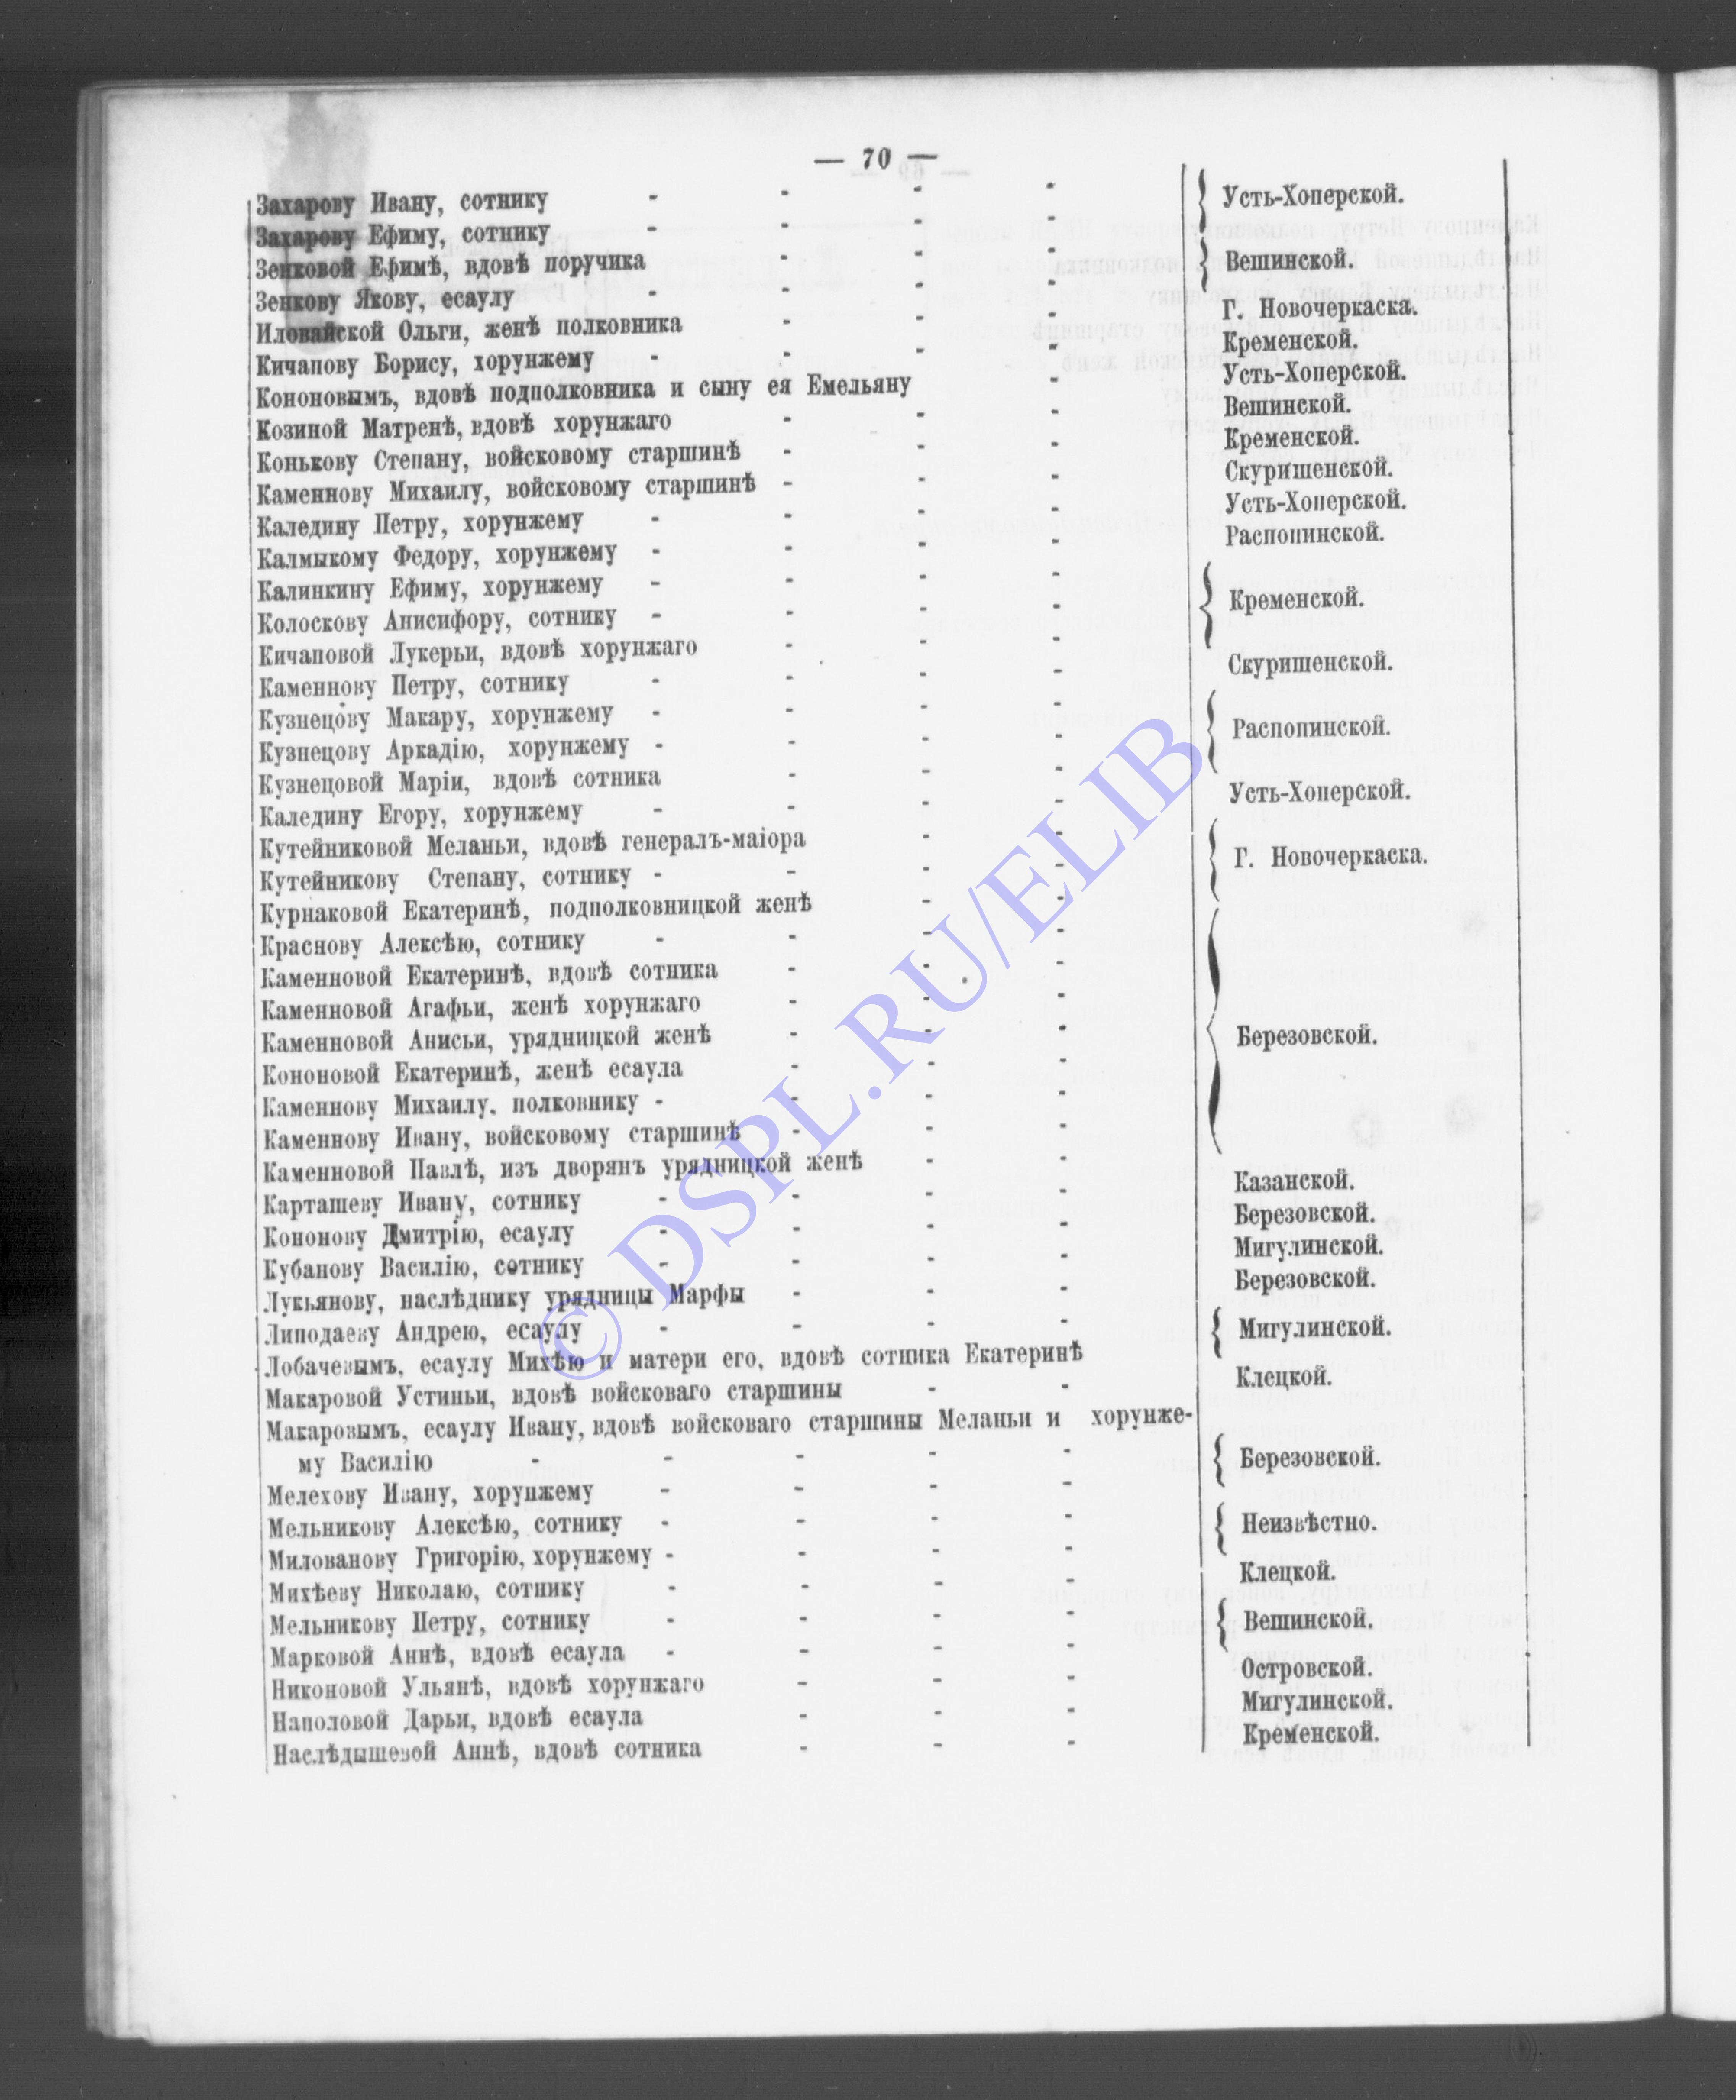 — 70 —
Захарову Ивану, сотнику - - - -
Захарову Ефиму, сотнику - - - -
Усть-Хоперской.
Зенковой Ефимѣ, вдовѣ поручика - - -
Зенкову Якову, есаулу - - - -
Вешинской.
Иловайской Ольги, женѣ полковника - - - Г. Новочеркаска.
Кичапову Борису, хорунжему - - - - Кременской.
Кононовымъ, вдовѣ подполковника и сыну ея Емельяну - Усть-Хоперской.
Козиной Матренѣ, вдовѣ хорунжаго - - - Вешинской.
Конькову Степану, войсковому старшинѣ - - - Кременской.
Каменнову Михаилу, войсковому старшинѣ - - - Скуришенской.
Каледину Петру, хорунжему - - - - Усть-Хоперской.
Калмыкому Федору, хорунжему - - - - Распопинской.
Калинкину Ефиму, хорунжему - - - -
Колоскову Анисифору, сотнику - - - - Кременской.
Кичаповой Лукерьи, вдовѣ хорунжаго - - -
Каменнову Петру, сотнику - - - - Скуришенской.
Кузнецову Макару, хорунжему - - - -
Кузнецову Аркадію, хорунжему - - - - Распопинской.
Кузнецовой Маріи, вдовѣ сотника - - -
Каледину Егору, хорунжему - - - - Усть-Хоперской.
Кутейниковой Меланьи, вдовѣ генералъ-маіора - -
Кутейникову Степану, сотнику - - - - Г. Новочеркаска.
Курнаковой Екатеринѣ, подполковницкой женѣ - -
Краснову Алексѣю, сотнику - - - -
Каменновой Екатеринѣ, вдовѣ сотника - - -
Каменновой Агафьи, женѣ хорунжаго - - -
Каменновой Анисьи, урядницкой женѣ - - - Березовской.
Кононовой Екатеринѣ, женѣ есаула - - -
Каменнову Михаилу. полковнику - - - -
Каменнову Ивану, войсковому старшинѣ - - -
Каменновой Павлѣ, изъ дворянъ урядницкой женѣ - -
Карташеву Ивану, сотнику - - - - Казанской.
Кононову Дмитрію, есаулу - - - - Березовской.
Кубанову Василію, сотнику - - - - Мигулинской.
Лукьянову, наслѣднику урядницы Марфы - - - Березовской.
Липодаеву Андрею, есаулу - - - -
Лобачевымъ, есаулу Михѣю и матери его, вдовѣ сотника Екатеринѣ
Мигулинской.
Макаровой Устиньи, вдовѣ войсковаго старшины - - Клецкой.
Макаровымъ, есаулу Ивану, вдовѣ войсковаго старшины Меланьи и хорунже-
му Василію - - - - -
Березовской.
Мелехову Ивану, хорунжему - - - -
Мельникову Алексѣю, сотнику - - - -
Неизвѣстно.
Милованову Григорію, хорунжему - - - -
Михѣеву Николаю, сотнику - - - - Клецкой.
Мельникову Петру, сотнику - - - -
Вешинской.
Марковой Аннѣ, вдовѣ есаула - - - -
Никоновой Ульянѣ, вдовѣ хорунжаго - - - Островской.
Наполовой Дарьи, вдовѣ есаула - - - Мигулинской.
Наслѣдышевой Аннѣ, вдовѣ сотника - - - Кременской.
© DSPL.RU/ELIB